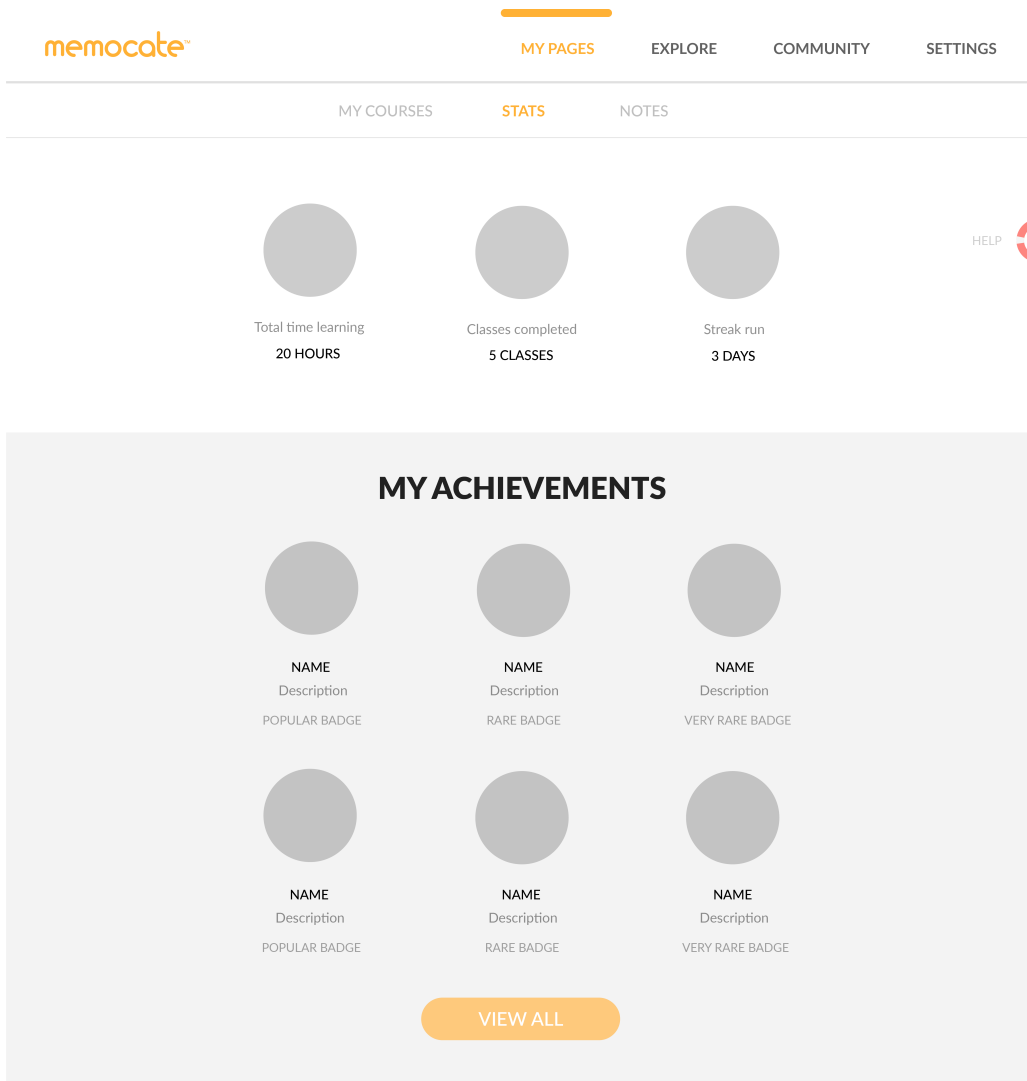 memocate™
MY PAGES EXPLORE COMMUNITY SETTINGS
MY COURSES STATS NOTES
HELP
Total time learning Classes completed Streak run
20 HOURS 5 CLASSES 3 DAYS
MY ACHIEVEMENTS
NAME NAME NAME
Description Description Description
POPULAR BADGE RARE BADGE VERY RARE BADGE
NAME NAME NAME
Description Description Description
POPULAR BADGE RARE BADGE VERY RARE BADGE
VIEW ALL